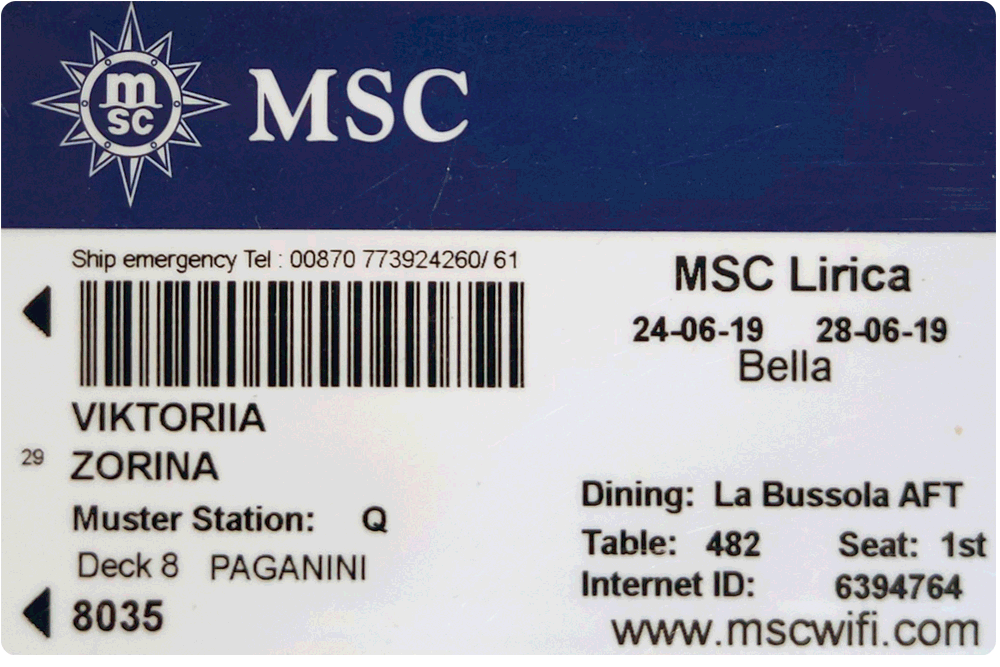 m
SC
MSC
Ship emergency Tel : 00870 773924260/ 61
MSC Lirica
24-06-19 28-06-19
Bella
VIKTORIIA
29 ZORINA
Muster Station: Q
Deck 8 PAGANINI
8035
Dining: La Bussola AFT
Table: 482 Seat: 1st
Internet ID: 6394764
www.mscwifi.com